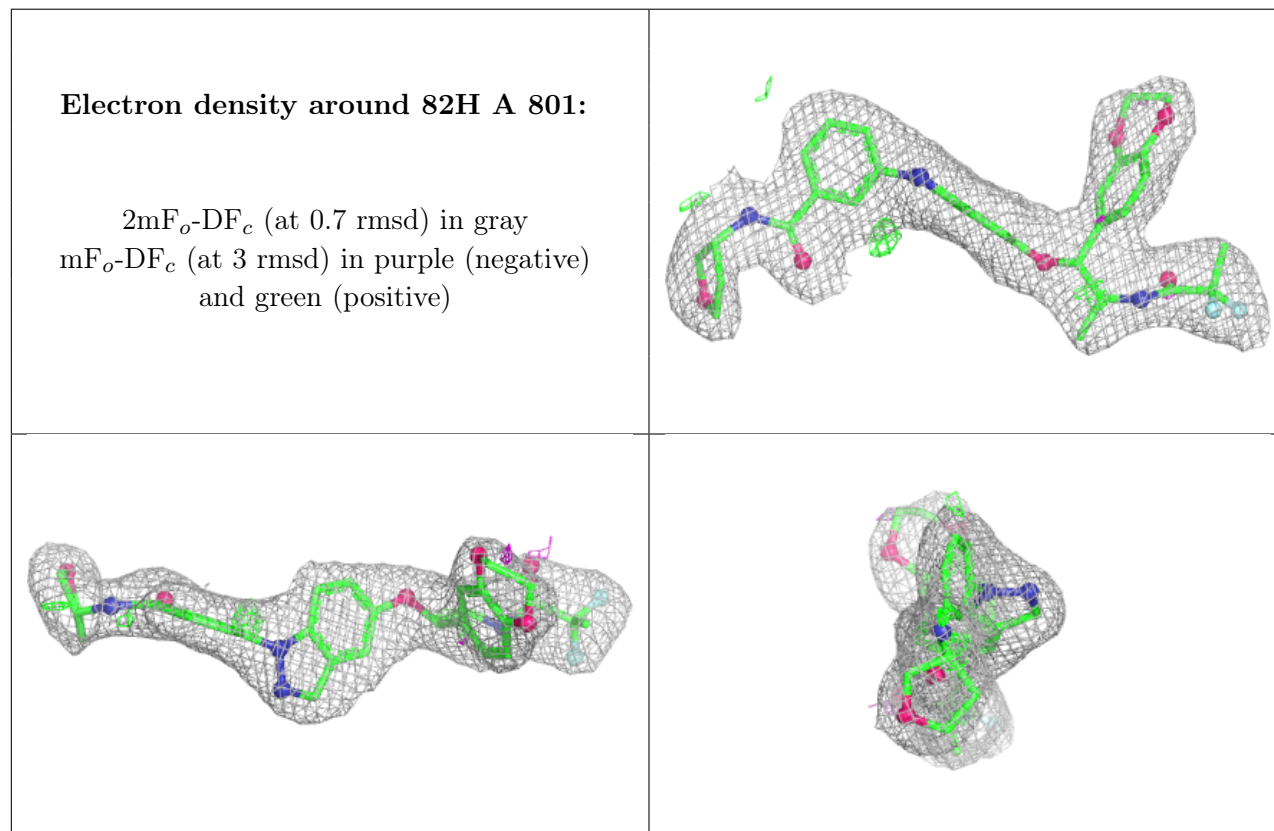 Electron density around 82H A 801:
2mFo-DFc (at 0.7 rmsd) in gray
mFo-DFc (at 3 rmsd) in purple (negative)
and green (positive)